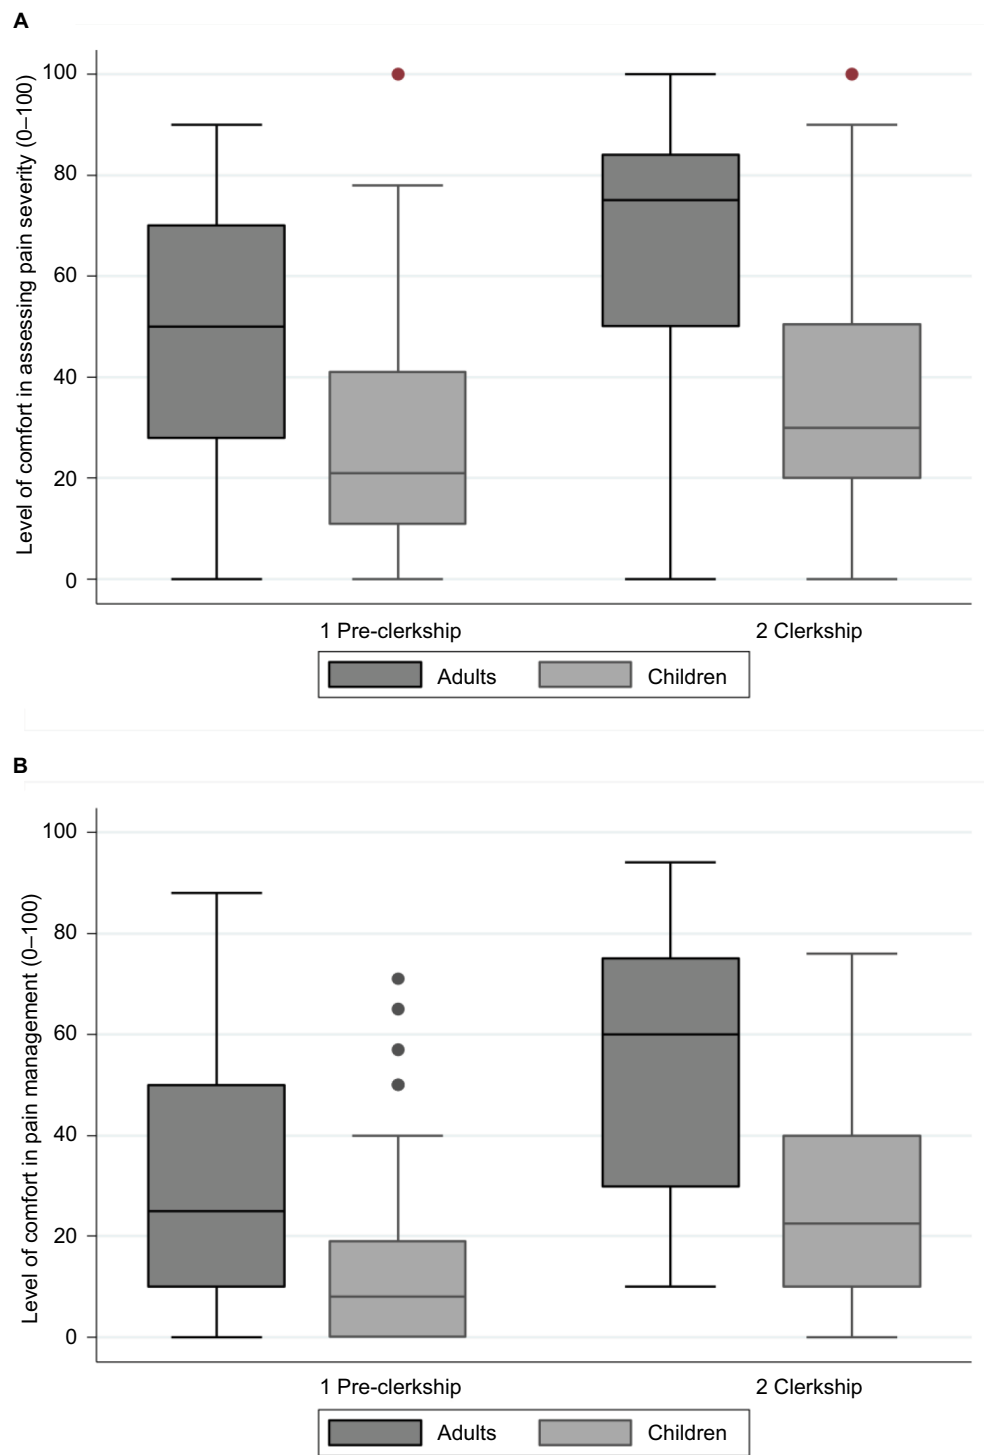 A
Level of comfort in assessing pain severity (0–100)
100
80
60
40
20
0
1 Pre-clerkship 2 Clerkship
Adults Children
B
Level of comfort in pain management (0–100)
100
80
60
40
20
0
1 Pre-clerkship 2 Clerkship
Adults Children